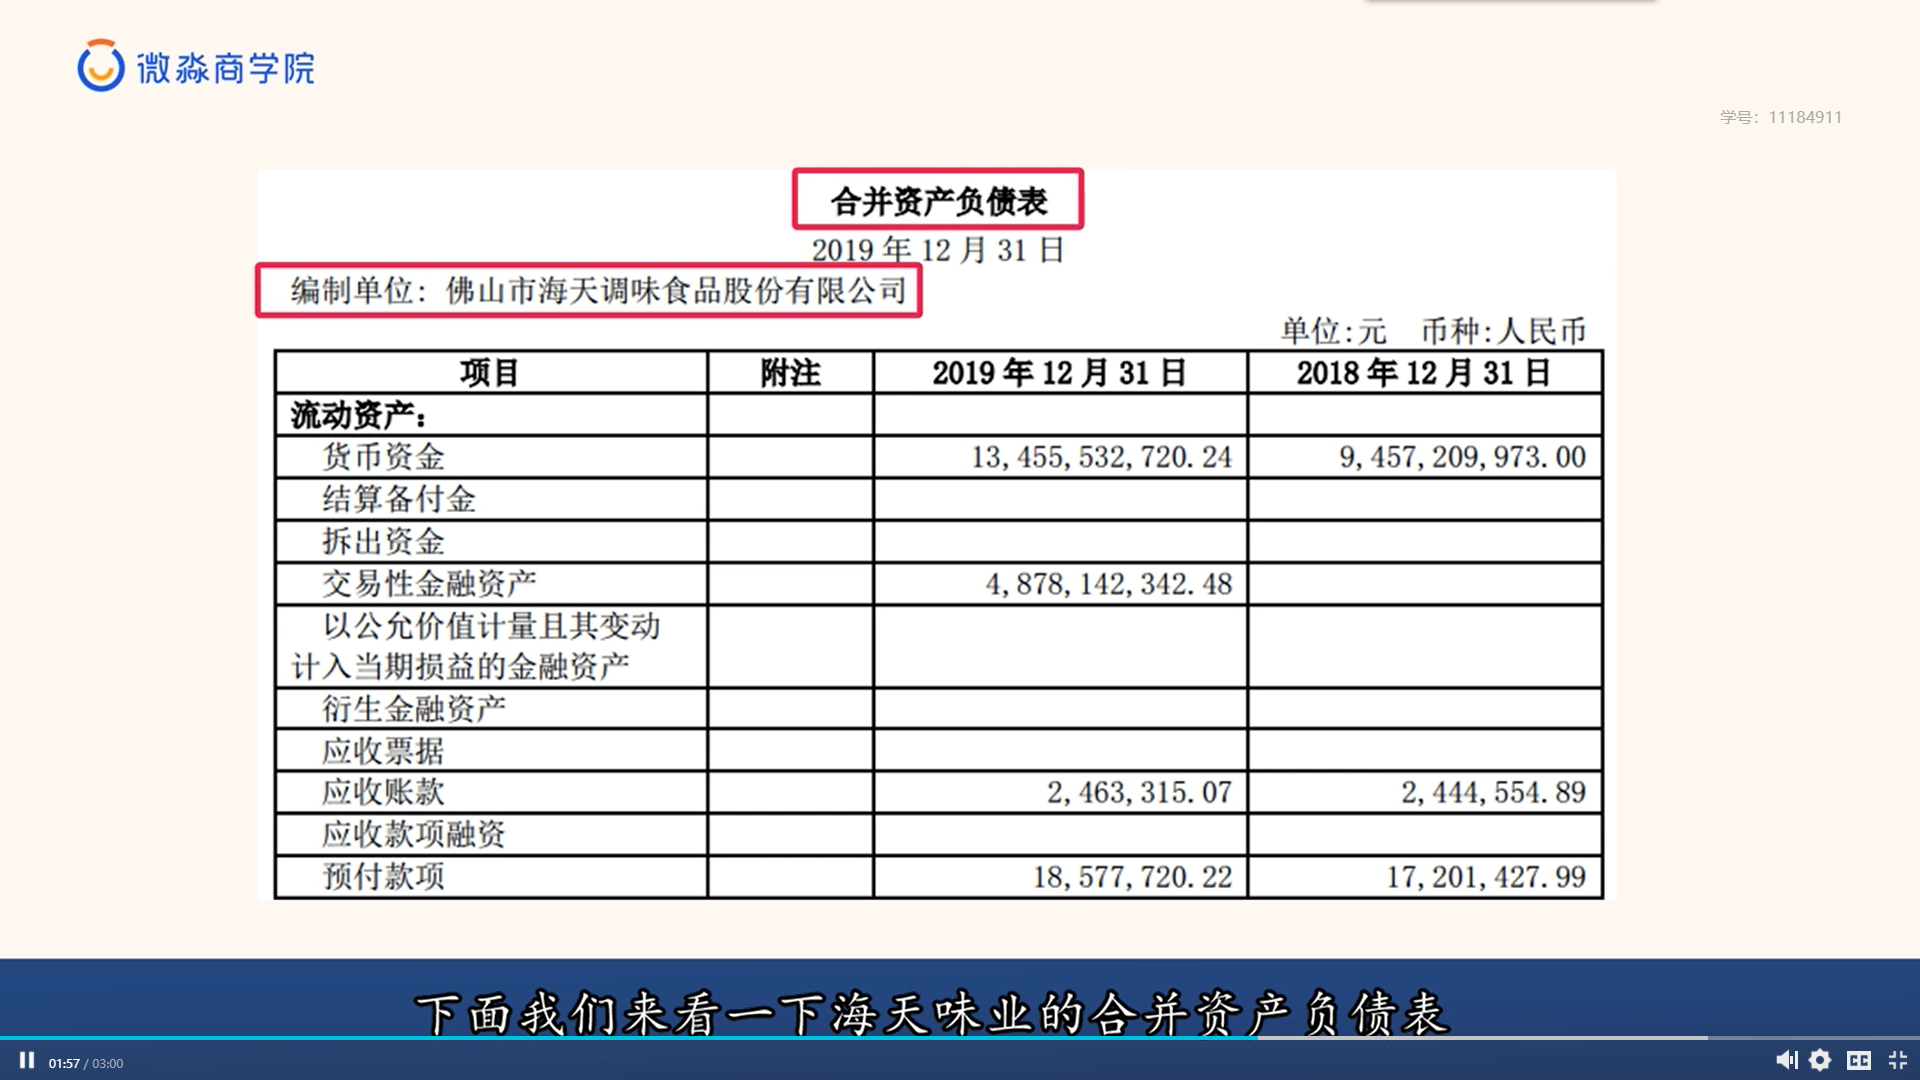 微淼商学院
学号：11184911
合并资产负债表
2019 年 12 月 31 日
编制单位：佛山市海天调味食品股份有限公司
单位:元 币种:人民币
项目 附注 2019 年 12 月 31 日 2018 年 12 月 31 日
流动资产：
货币资金 13,455,532,720.24 9,457,209,973.00
结算备付金
拆出资金
交易性金融资产 4,878,142,342.48
以公允价值计量且其变动
计入当期损益的金融资产
衍生金融资产
应收票据
应收账款 2,463,315.07 2,444,554.89
应收款项融资
预付款项 18,577,720.22 17,201,427.99
下面我们来看一下海天味业的合并资产负债表
01:57 / 03:00
CC